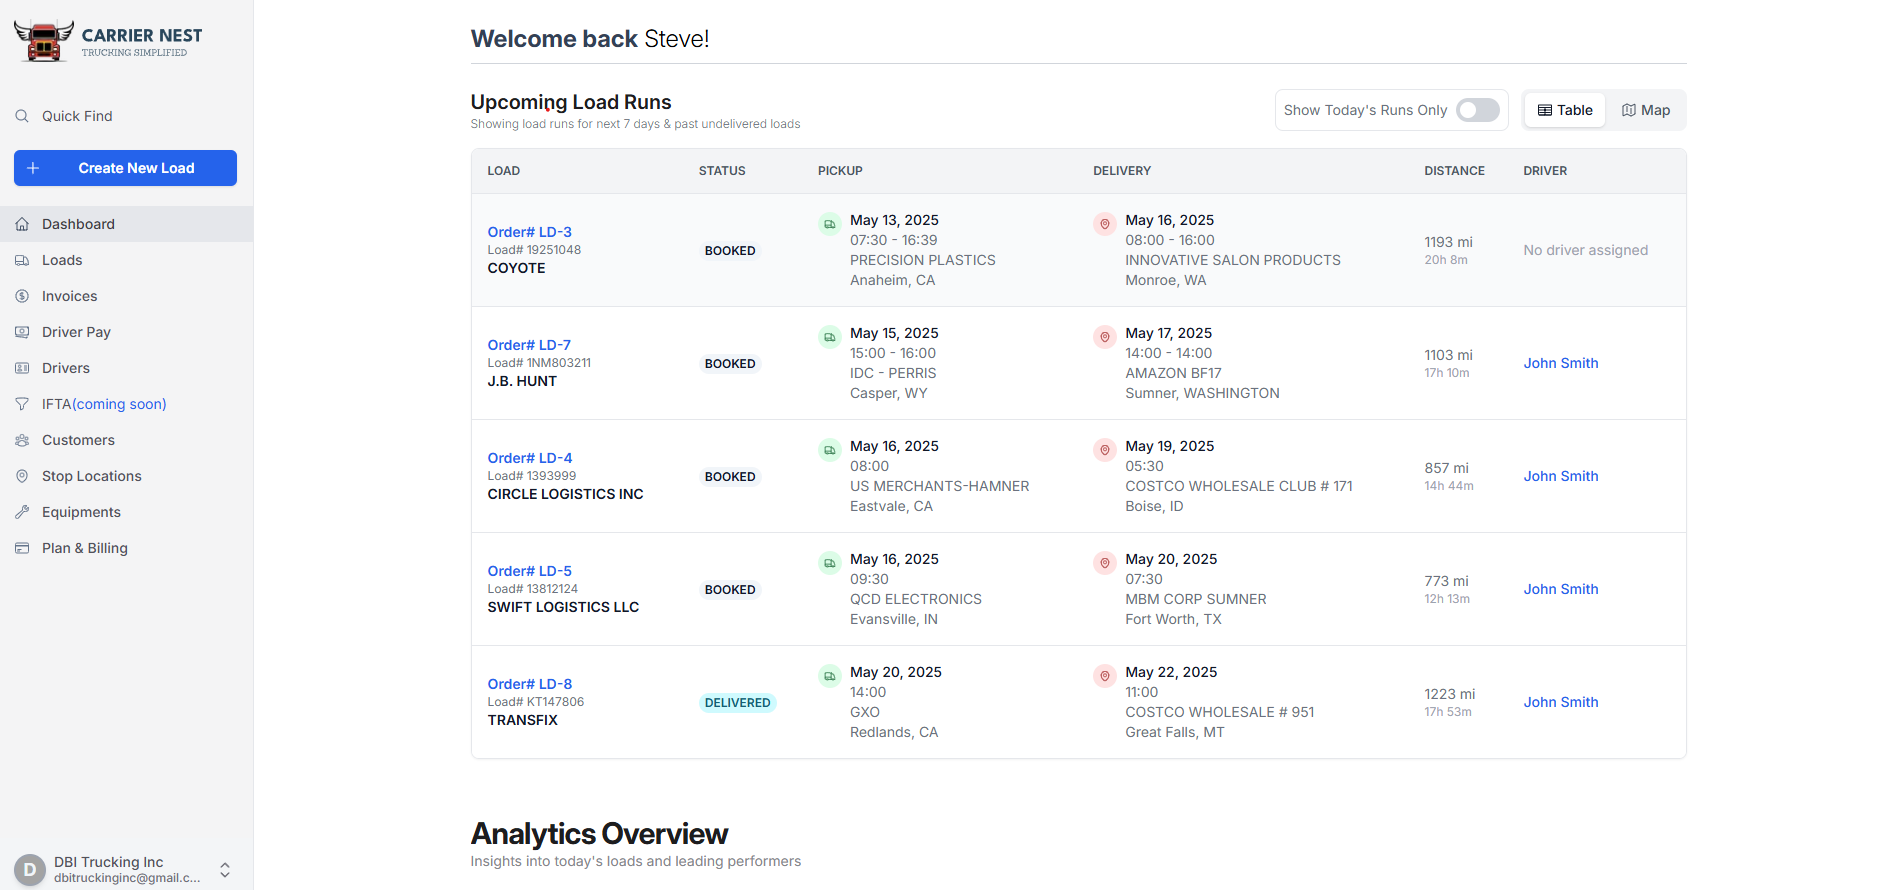 CARRIER NEST
TRUCKING SIMPLIFIED
Quick Find
Create New Load
Dashboard
Loads
Invoices
Driver Pay
Drivers
IFTA(coming soon)
Customers
Stop Locations
Equipments
Plan & Billing
D
DBI Trucking Inc
dbitruckinginc@gmail.c...
Welcome back Steve!
Upcoming Load Runs
Showing load runs for next 7 days & past undelivered loads
Show Today's Runs Only
Table
Map
LOAD STATUS PICKUP DELIVERY DISTANCE DRIVER
Order# LD-3
Load# 19251048
COYOTE
BOOKED
May 13, 2025
07:30 - 16:39
PRECISION PLASTICS
Anaheim, CA
May 16, 2025
08:00 - 16:00
INNOVATIVE SALON PRODUCTS
Monroe, WA
1193 mi
20h 8m
No driver assigned
Order# LD-7
Load# 1NM803211
J.B. HUNT
BOOKED
May 15, 2025
15:00 - 16:00
IDC - PERRIS
Casper, WY
May 17, 2025
14:00 - 14:00
AMAZON BF17
Sumner, WASHINGTON
1103 mi
17h 10m
John Smith
Order# LD-4
Load# 1393999
CIRCLE LOGISTICS INC
BOOKED
May 16, 2025
08:00
US MERCHANTS-HAMNER
Eastvale, CA
May 19, 2025
05:30
COSTCO WHOLESALE CLUB # 171
Boise, ID
857 mi
14h 44m
John Smith
Order# LD-5
Load# 13812124
SWIFT LOGISTICS LLC
BOOKED
May 16, 2025
09:30
QCD ELECTRONICS
Evansville, IN
May 20, 2025
07:30
MBM CORP SUMNER
Fort Worth, TX
773 mi
12h 13m
John Smith
Order# LD-8
Load# KT147806
TRANSFIX
DELIVERED
May 20, 2025
14:00
GXO
Redlands, CA
May 22, 2025
11:00
COSTCO WHOLESALE # 951
Great Falls, MT
1223 mi
17h 53m
John Smith
Analytics Overview
Insights into today's loads and leading performers